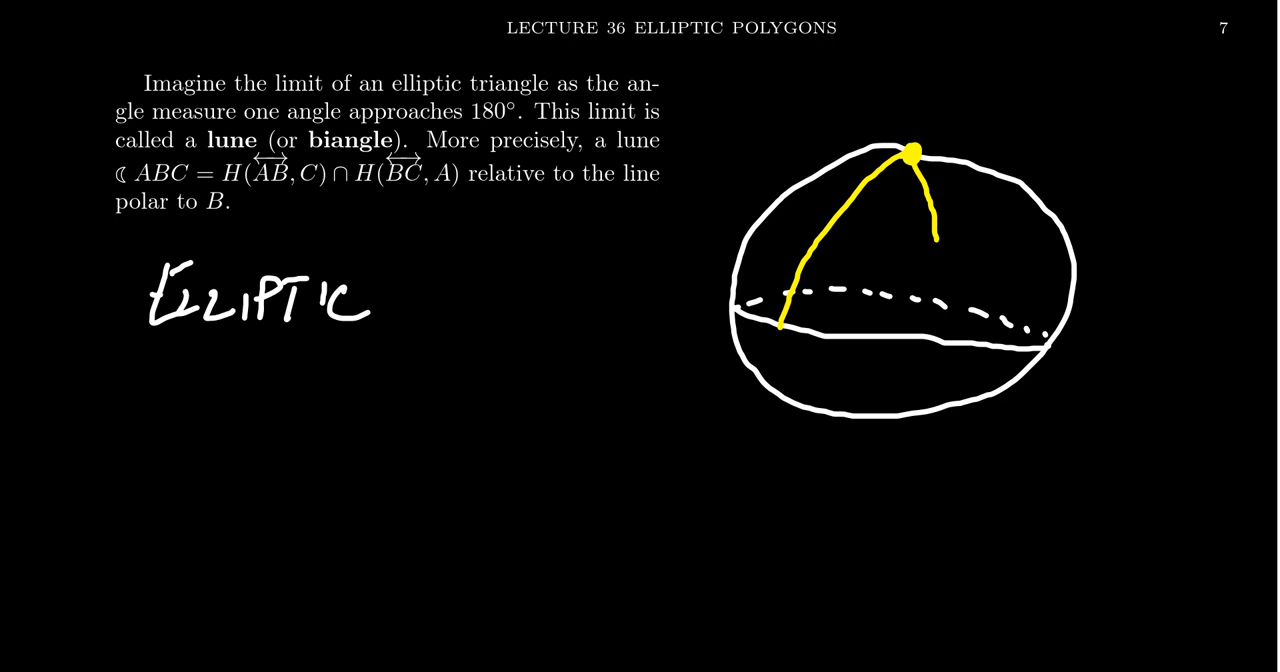 LECTURE 36 ELLIPTIC POLYGONS 7
Imagine the limit of an elliptic triangle as the an-
gle measure one angle approaches 180°. This limit is
called a lune (or biangle). More precisely, a lune
☾ABC = H(\overleftrightarrow{AB}, C) ∩ H(\overleftrightarrow{BC}, A) relative to the line
polar to B.
ELLIPTIC